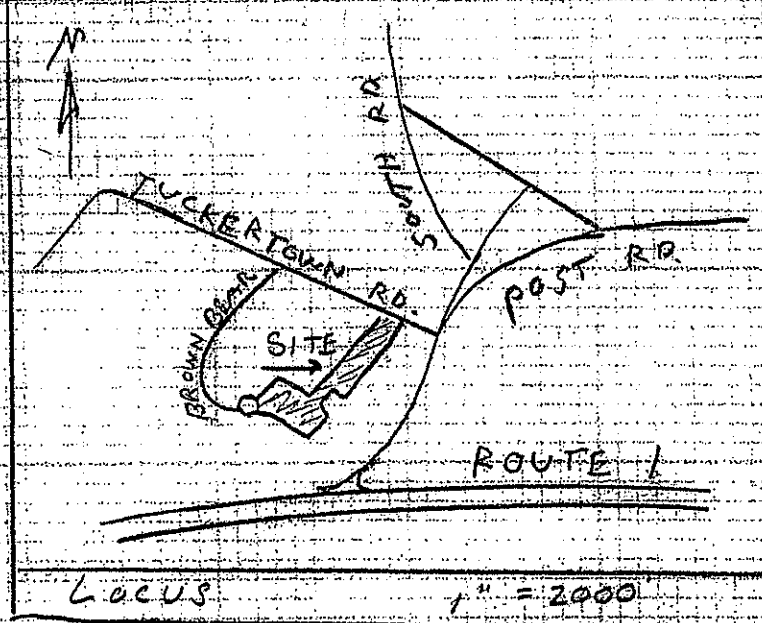 N
SOUTH RD
TUCKERTOWN RD.
POST RD.
BROWN BEAR
SITE
ROUTE 1
LOCUS
1" = 2000'